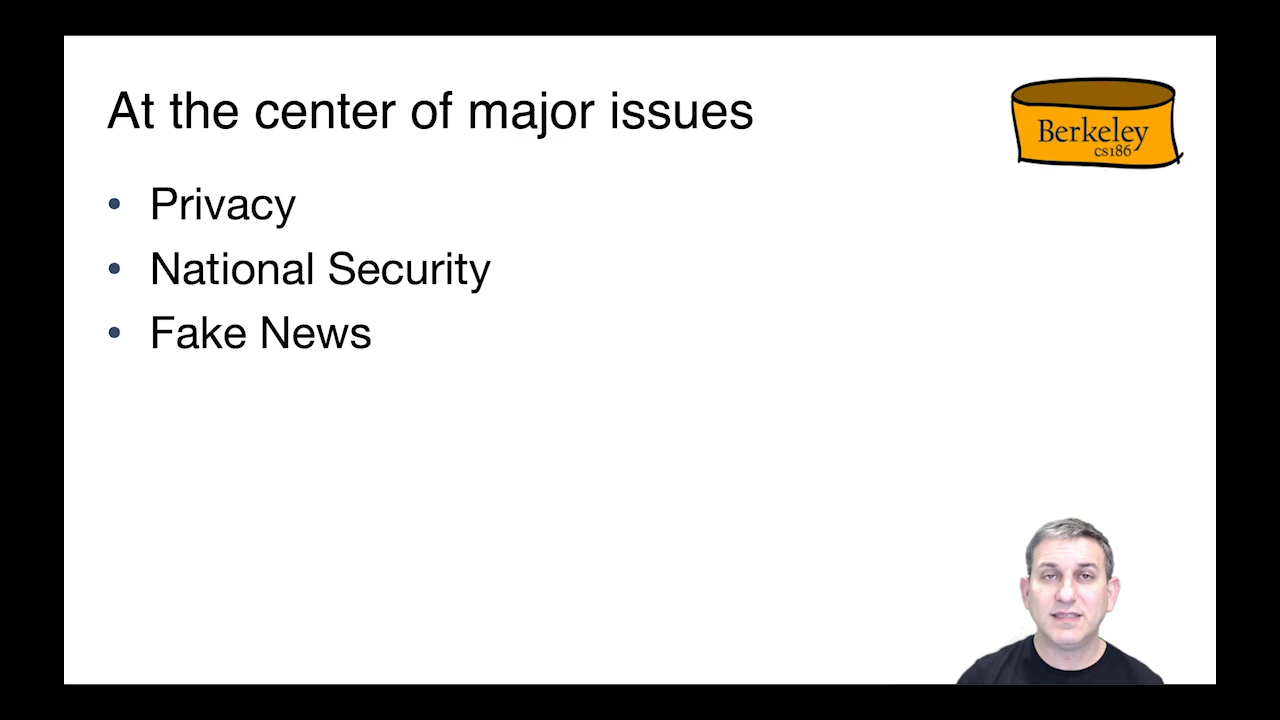 At the center of major issues
Berkeley
cs186
• Privacy
• National Security
• Fake News